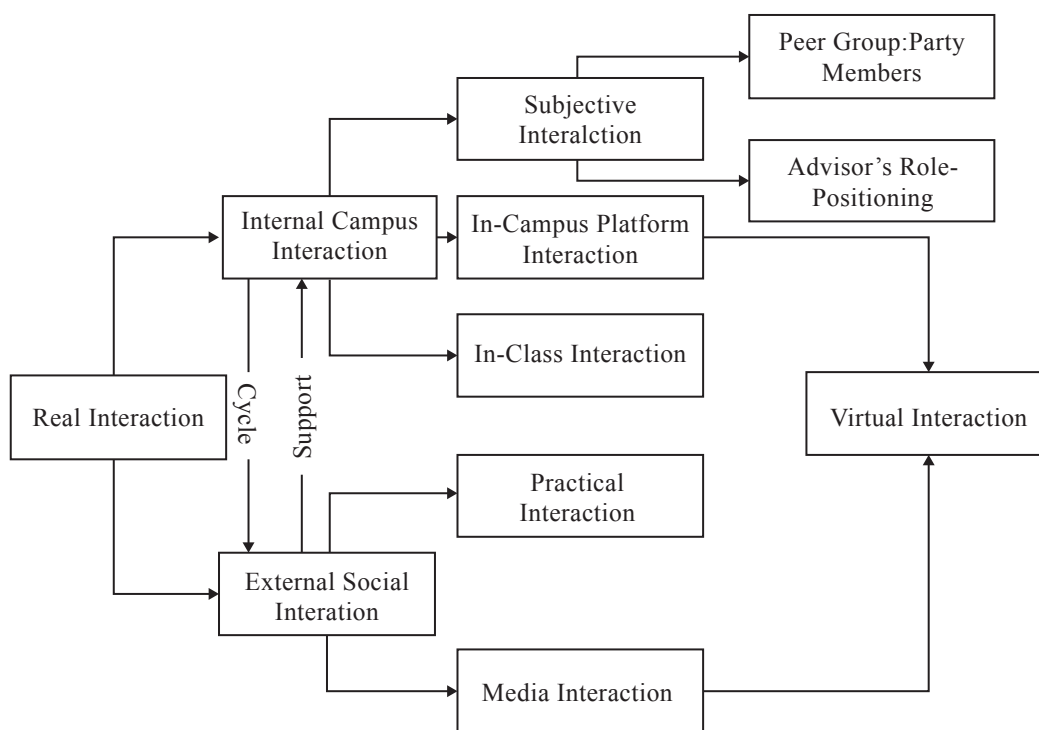 Peer Group:Party
Members
Subjective
Interalction
Advisor’s Role-
Positioning
Internal Campus
Interaction
In-Campus Platform
Interaction
In-Class Interaction
Real Interaction
Cycle
Support
Virtual Interaction
Practical
Interaction
External Social
Interation
Media Interaction